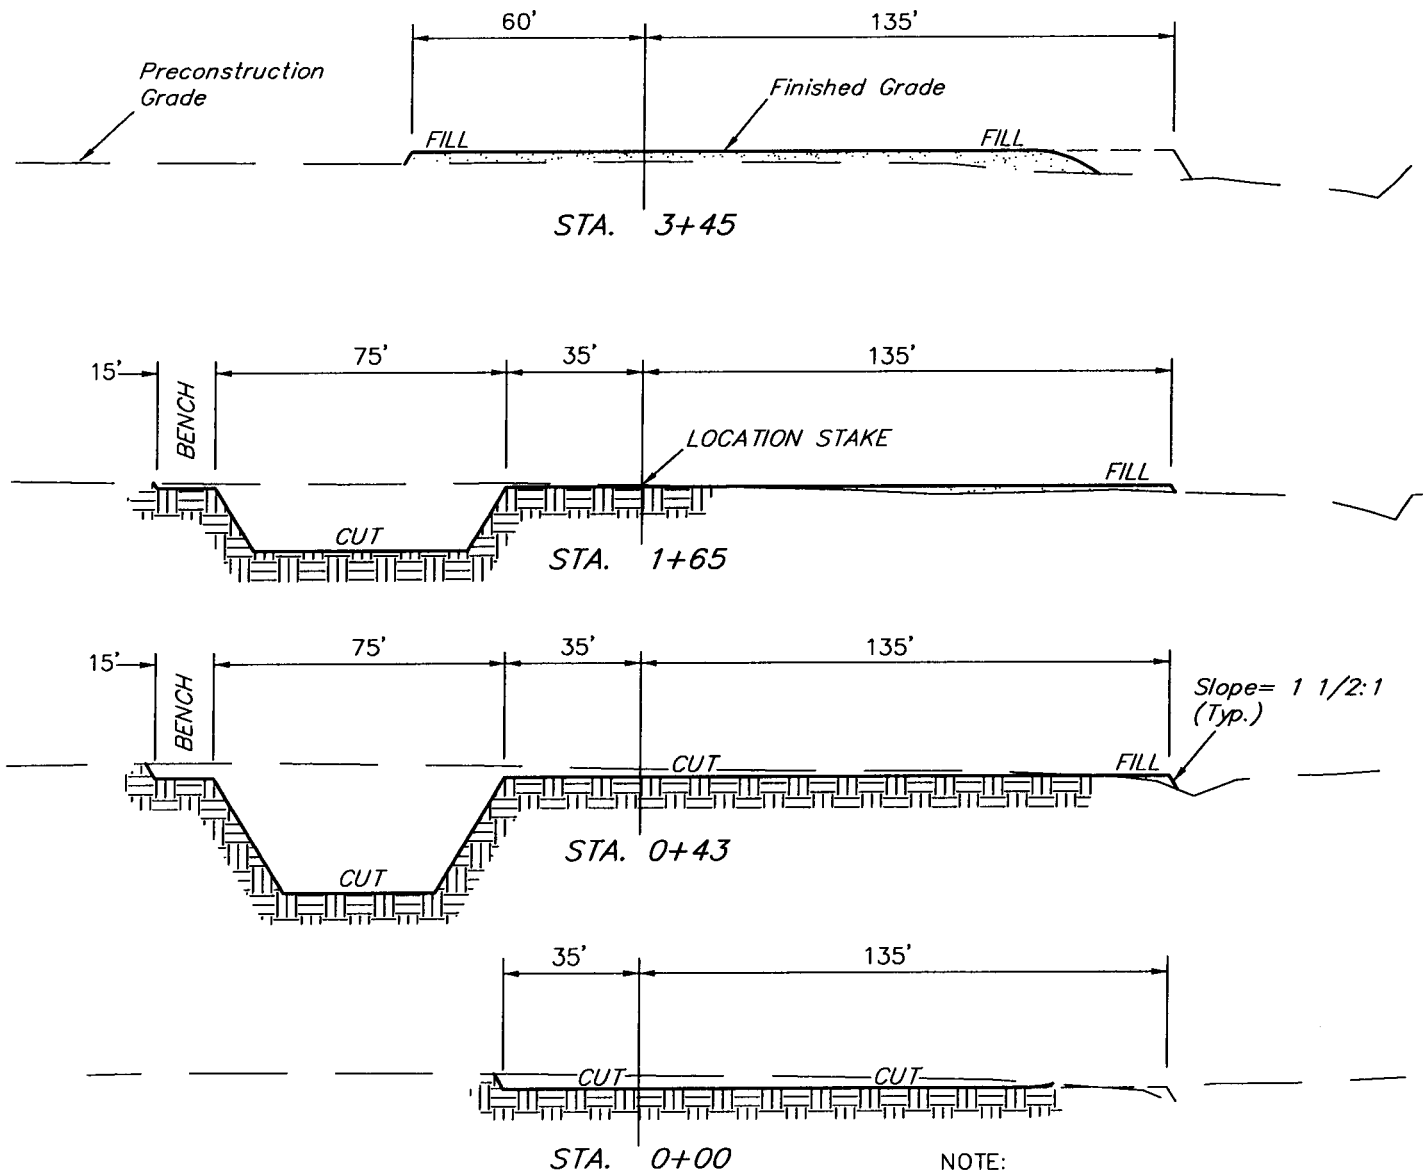 60' 135'
Preconstruction
Grade
Finished Grade
FILL FILL
STA. 3+45
15' 75' 35' 135'
BENCH
LOCATION STAKE
FILL
CUT
STA. 1+65
15' 75' 35' 135'
BENCH
Slope= 1 1/2:1
(Typ.)
CUT FILL
STA. 0+43
CUT
35' 135'
CUT CUT
STA. 0+00
NOTE: